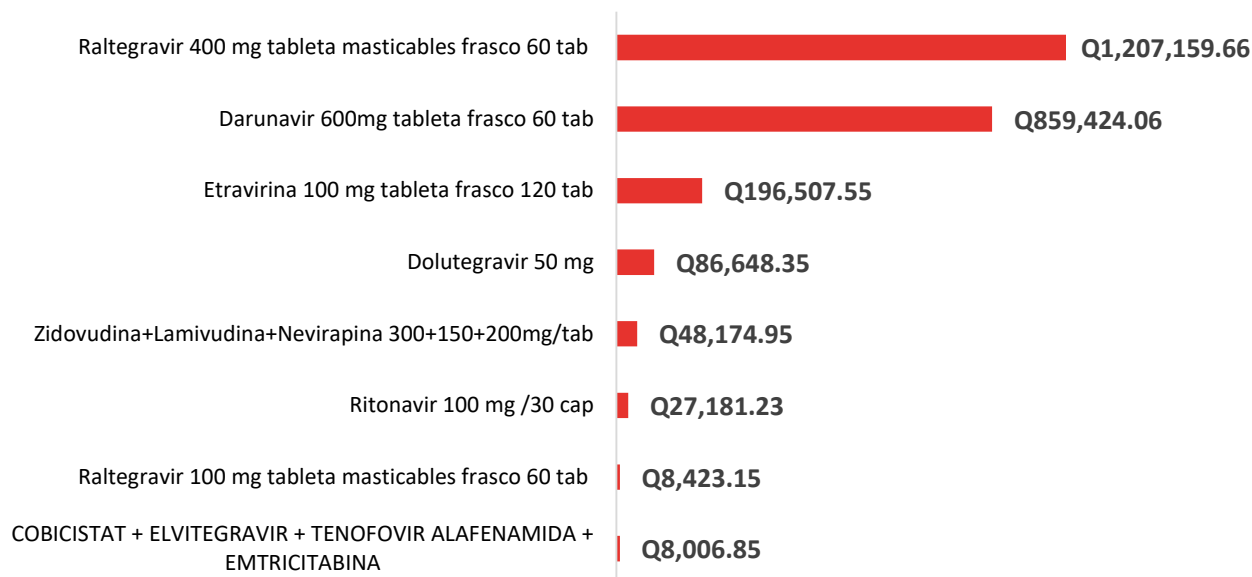 Raltegravir 400 mg tableta masticables frasco 60 tab
Q1,207,159.66
Darunavir 600mg tableta frasco 60 tab
Q859,424.06
Etravirina 100 mg tableta frasco 120 tab
Q196,507.55
Dolutegravir 50 mg
Q86,648.35
Zidovudina+Lamivudina+Nevirapina 300+150+200mg/tab
Q48,174.95
Ritonavir 100 mg /30 cap
Q27,181.23
Raltegravir 100 mg tableta masticables frasco 60 tab
Q8,423.15
COBICISTAT + ELVITEGRAVIR + TENOFOVIR ALAFENAMIDA +
EMTRICITABINA
Q8,006.85